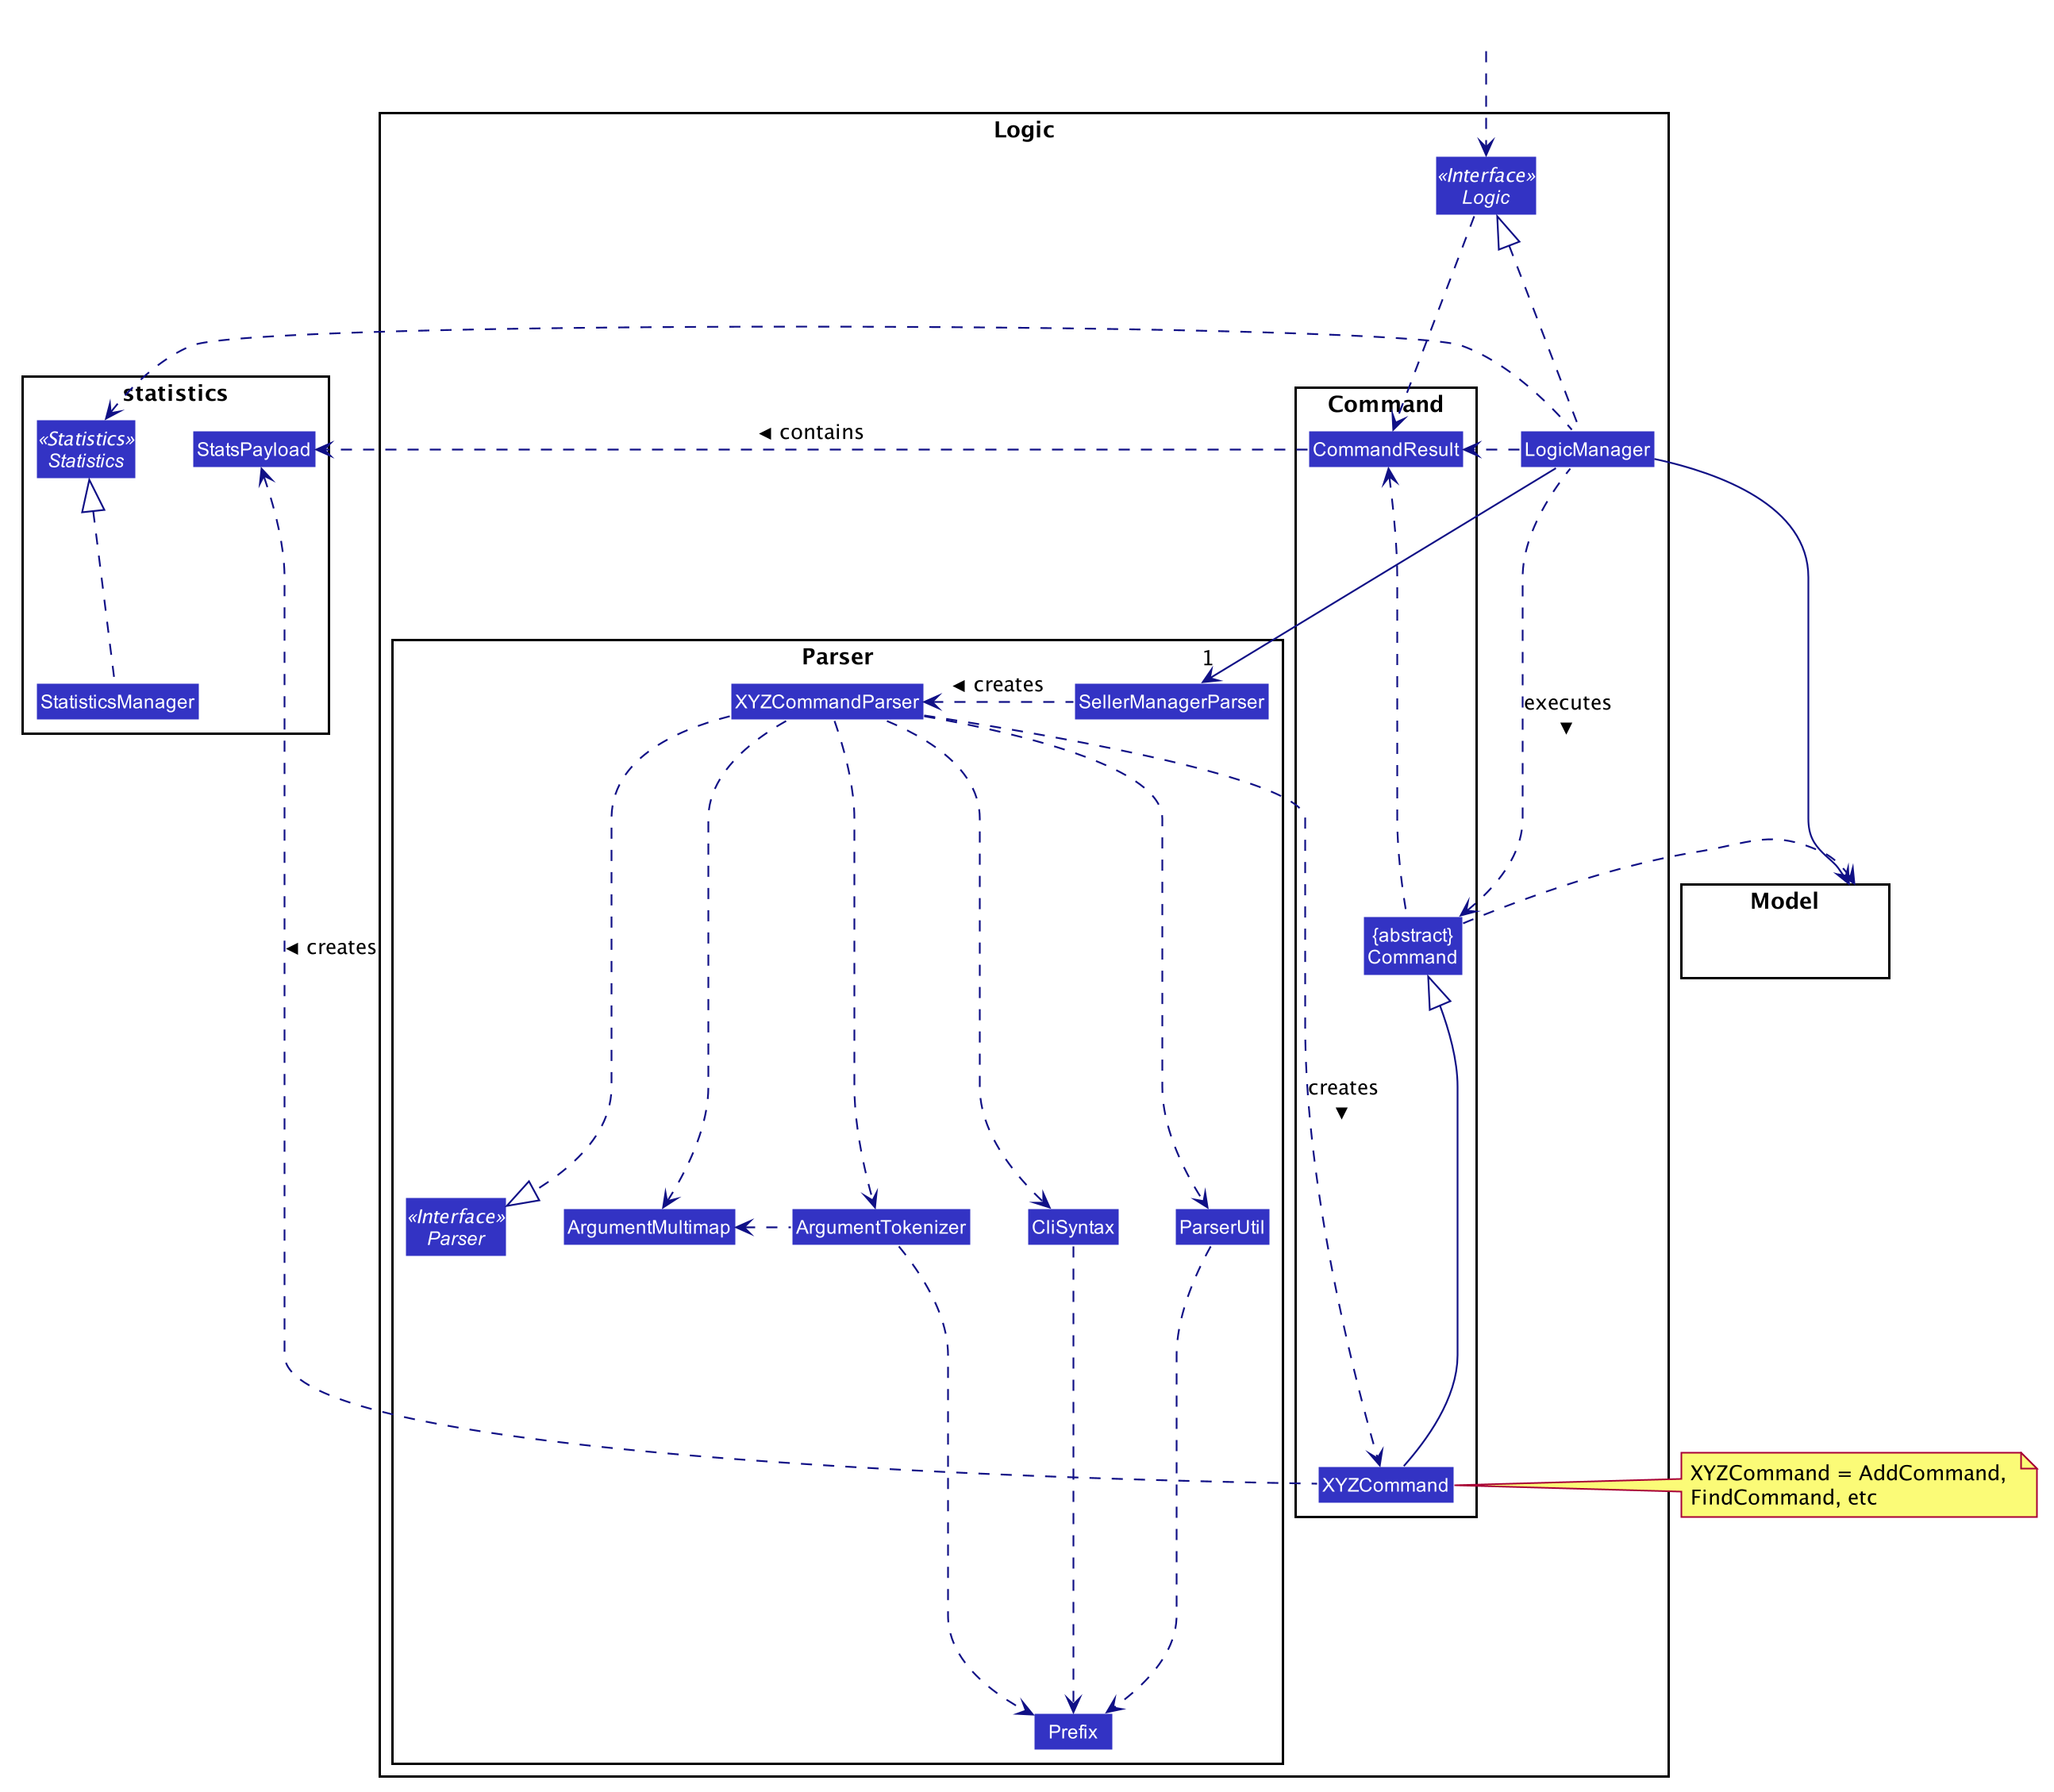 Logic
«Interface»
Logic
statistics
«Statistics»
Statistics
StatsPayload
◄ contains
Command
CommandResult
LogicManager
Parser
1
StatisticsManager
XYZCommandParser
◄ creates
SellerManagerParser
executes
▼
Model
{abstract}
Command
◄ creates
creates
▼
«Interface»
Parser
ArgumentMultimap
ArgumentTokenizer
CliSyntax
ParserUtil
XYZCommand
XYZCommand = AddCommand,
FindCommand, etc
Prefix